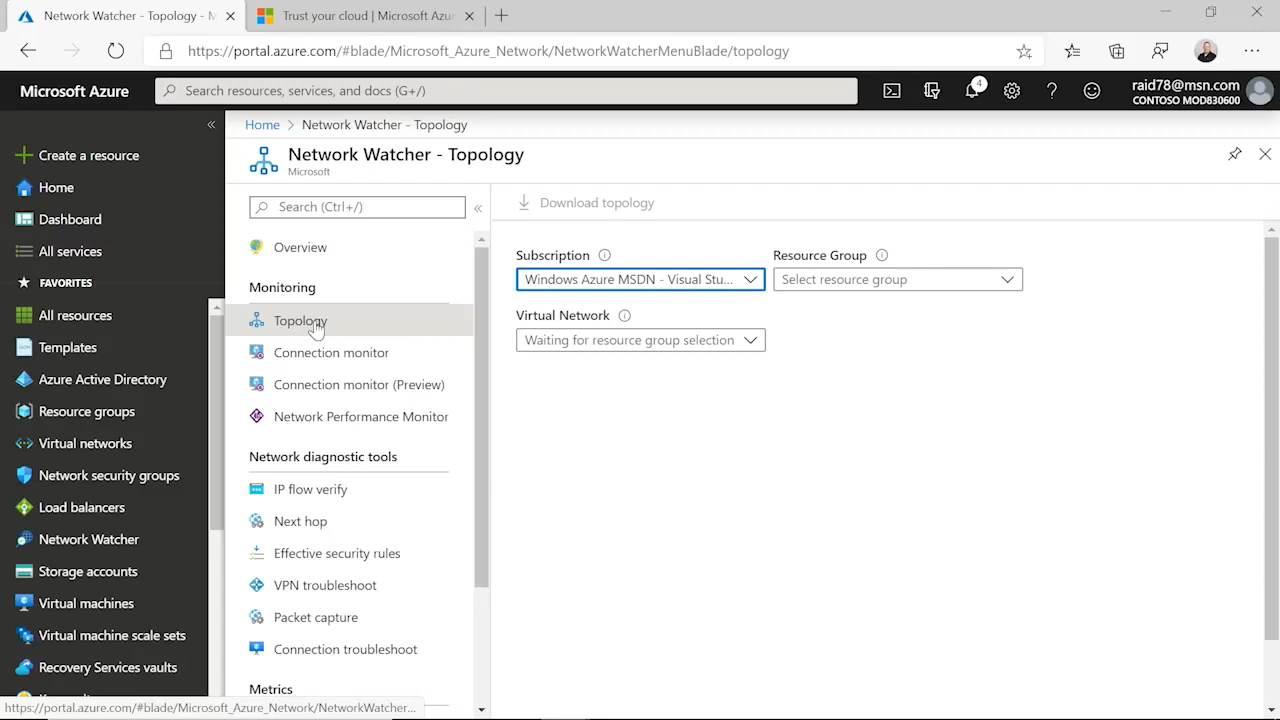 Network Watcher - Topology - M
Trust your cloud | Microsoft Azur
https://portal.azure.com/#blade/Microsoft_Azure_Network/NetworkWatcherMenuBlade/topology
Microsoft Azure
Search resources, services, and docs (G+/)
4
raid78@msn.com
CONTOSO MOD830600
Create a resource
Home
Dashboard
All services
FAVORITES
All resources
Templates
Azure Active Directory
Resource groups
Virtual networks
Network security groups
Load balancers
Network Watcher
Storage accounts
Virtual machines
Virtual machine scale sets
Recovery Services vaults
https://portal.azure.com/#blade/Microsoft_Azure_Network/NetworkWatcher...
Home > Network Watcher - Topology
Network Watcher - Topology
Microsoft
Search (Ctrl+/)
Overview
Monitoring
Topology
Connection monitor
Connection monitor (Preview)
Network Performance Monitor
Network diagnostic tools
IP flow verify
Next hop
Effective security rules
VPN troubleshoot
Packet capture
Connection troubleshoot
Metrics
Download topology
Subscription
Windows Azure MSDN - Visual Stu...
Resource Group
Select resource group
Virtual Network
Waiting for resource group selection